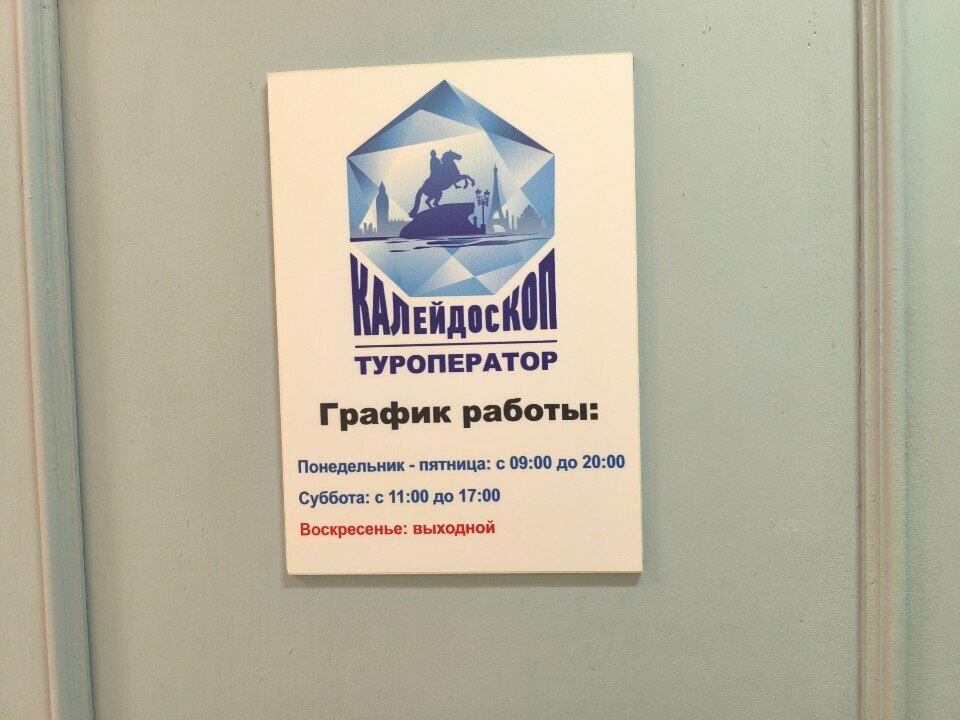 КАЛЕЙДОСКОП
ТУРОПЕРАТОР
График работы:
Понедельник - пятница: с 09:00 до 20:00
Суббота: с 11:00 до 17:00
Воскресенье: выходной